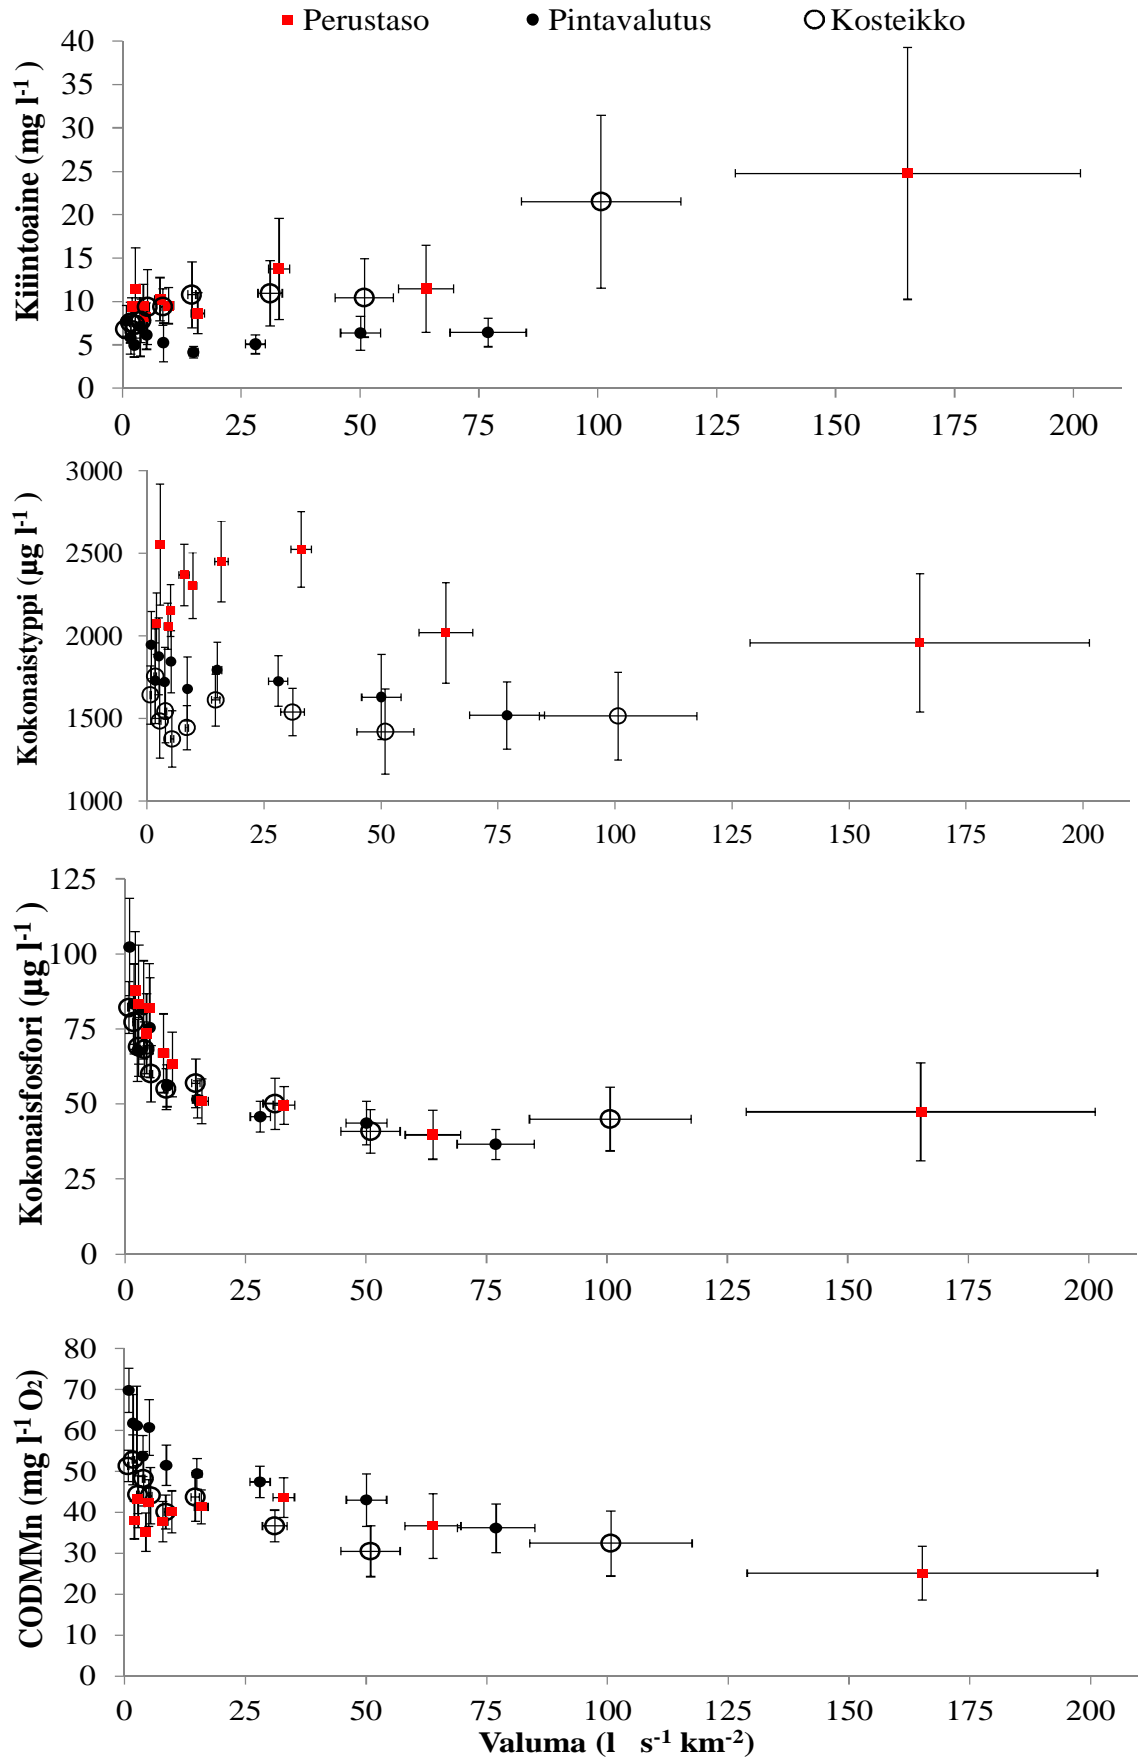 Perustaso Pintavalutus Kosteikko
Kiiintoaine (mg l-1)
40
35
30
25
20
15
10
5
0
0 25 50 75 100 125 150 175 200
Kokonaistyppi (µg l-1 )
3000
2500
2000
1500
1000
0 25 50 75 100 125 150 175 200
Kokonaisfosfori (µg l-1 )
125
100
75
50
25
0
0 25 50 75 100 125 150 175 200
CODMMn (mg l-1 O2)
80
70
60
50
40
30
20
10
0
0 25 50 75 100 125 150 175 200
Valuma (l s-1 km-2)